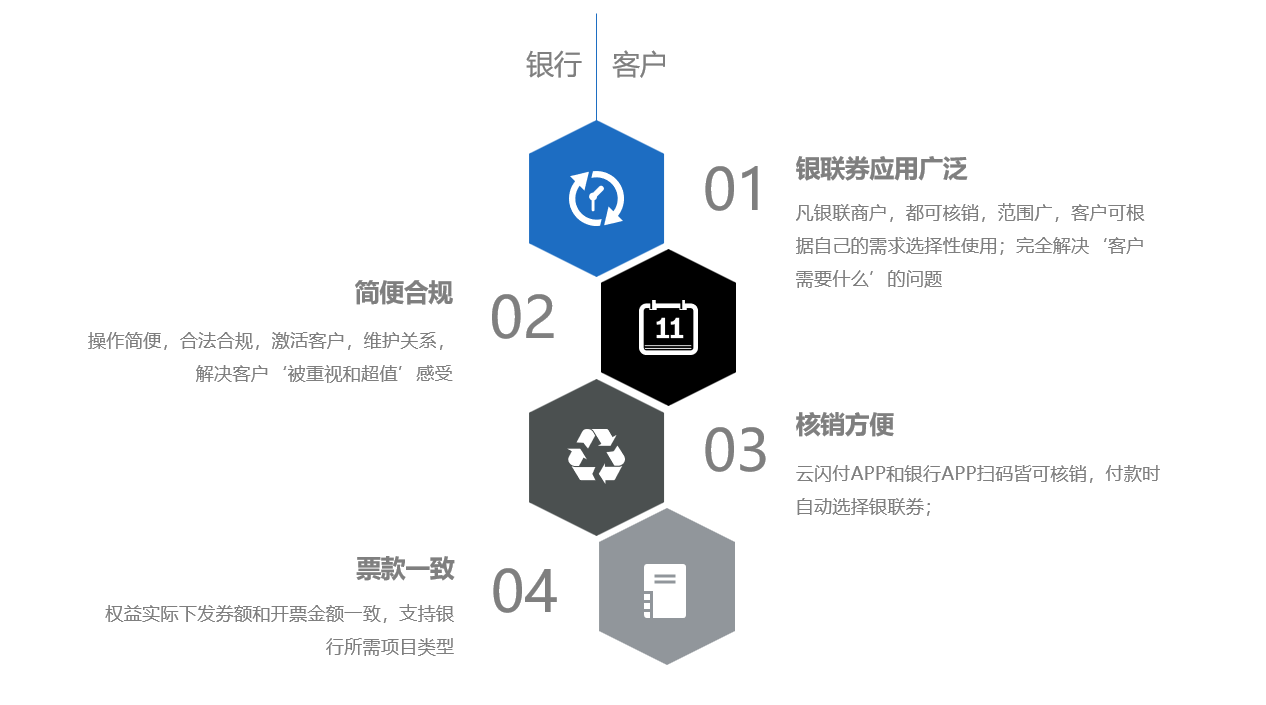 银行 客户
01
银联券应用广泛
凡银联商户，都可核销，范围广，客户可根
据自己的需求选择性使用；完全解决‘客户
需要什么’的问题
简便合规
02
操作简便，合法合规，激活客户，维护关系，
解决客户‘被重视和超值’感受
11
03
核销方便
云闪付APP和银行APP扫码皆可核销，付款时
自动选择银联券；
票款一致
04
权益实际下发券额和开票金额一致，支持银
行所需项目类型